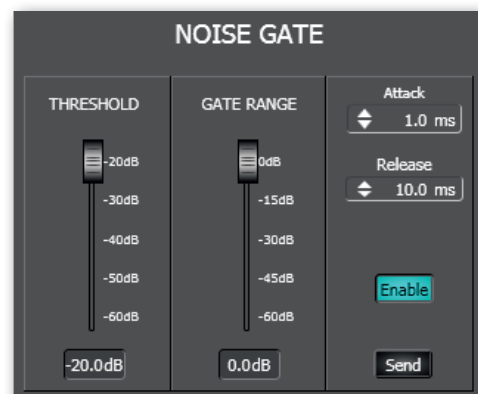 NOISE GATE
THRESHOLD
-20dB
-30dB
-40dB
-50dB
-60dB
-20.0dB
GATE RANGE
0dB
-15dB
-30dB
-45dB
-60dB
0.0dB
Attack
1.0 ms
Release
10.0 ms
Enable
Send